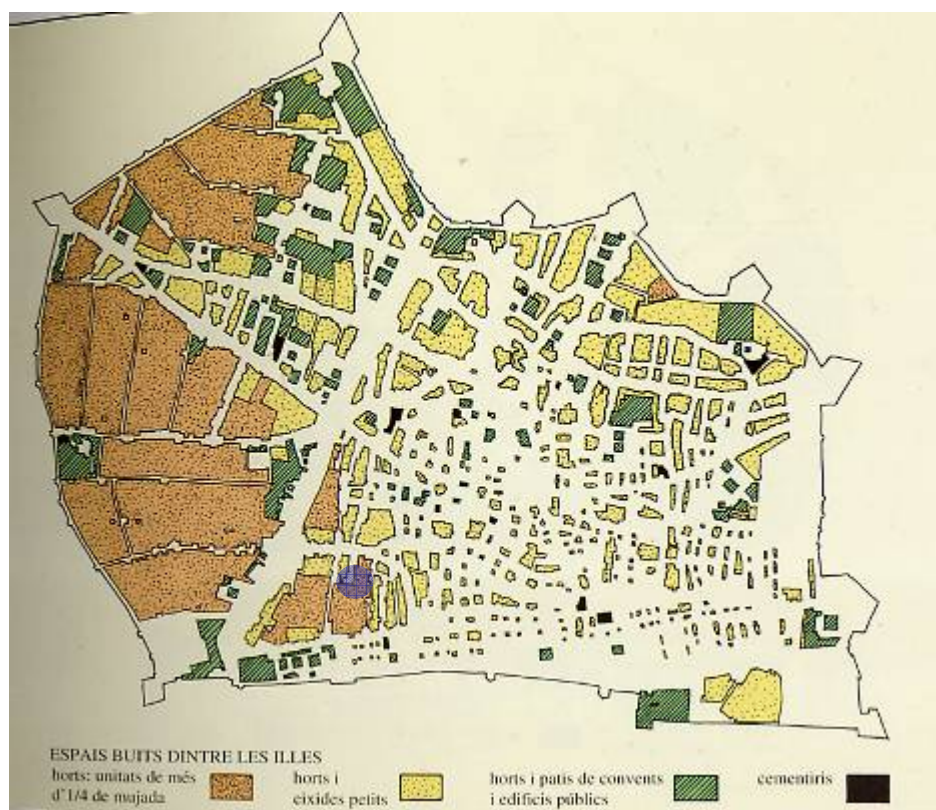 ESPAIS BUITS DINTRE LES ILLES
horts: unitats de més
d'1/4 de mujada
horts i
eixides petits
horts i patis de convents
i edificis públics
cementiris